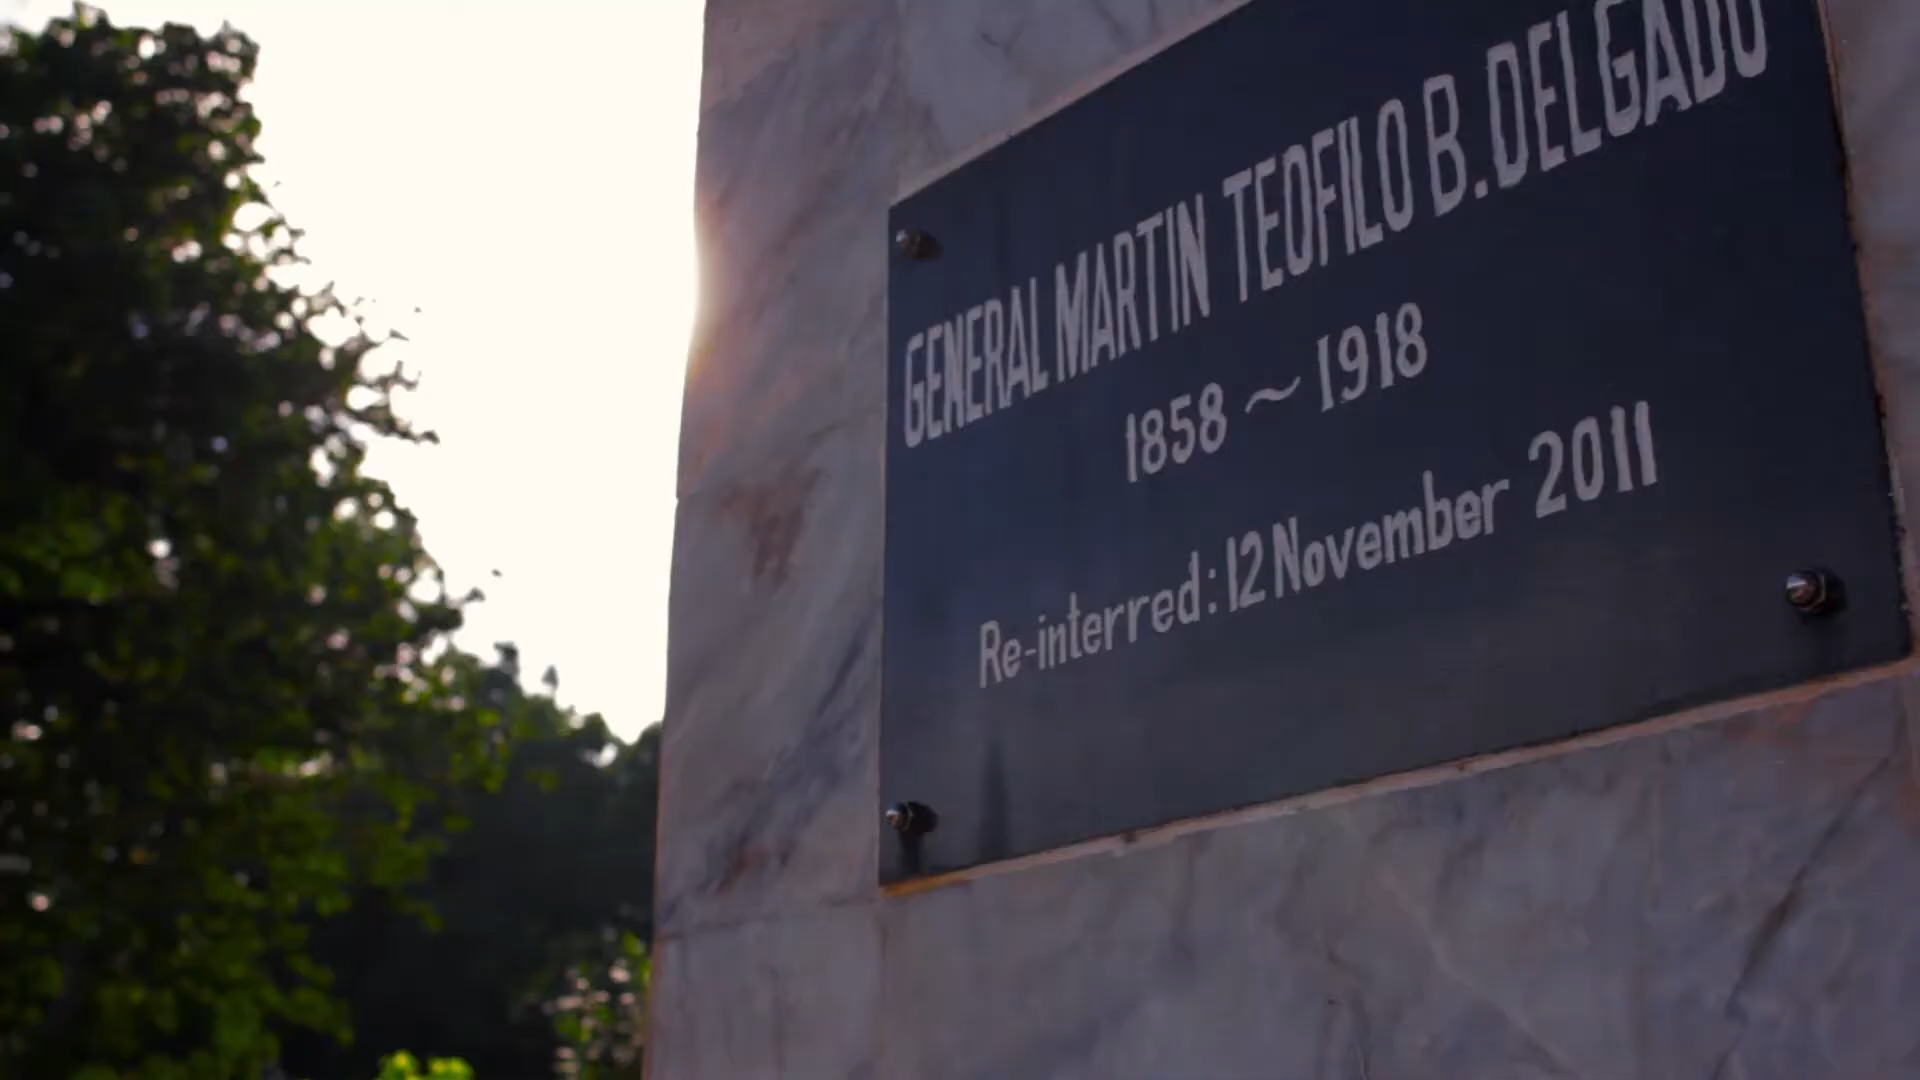 GENERAL MARTIN TEOFILO B. DELGADO
1858 ~ 1918
Re-interred: 12 November 2011